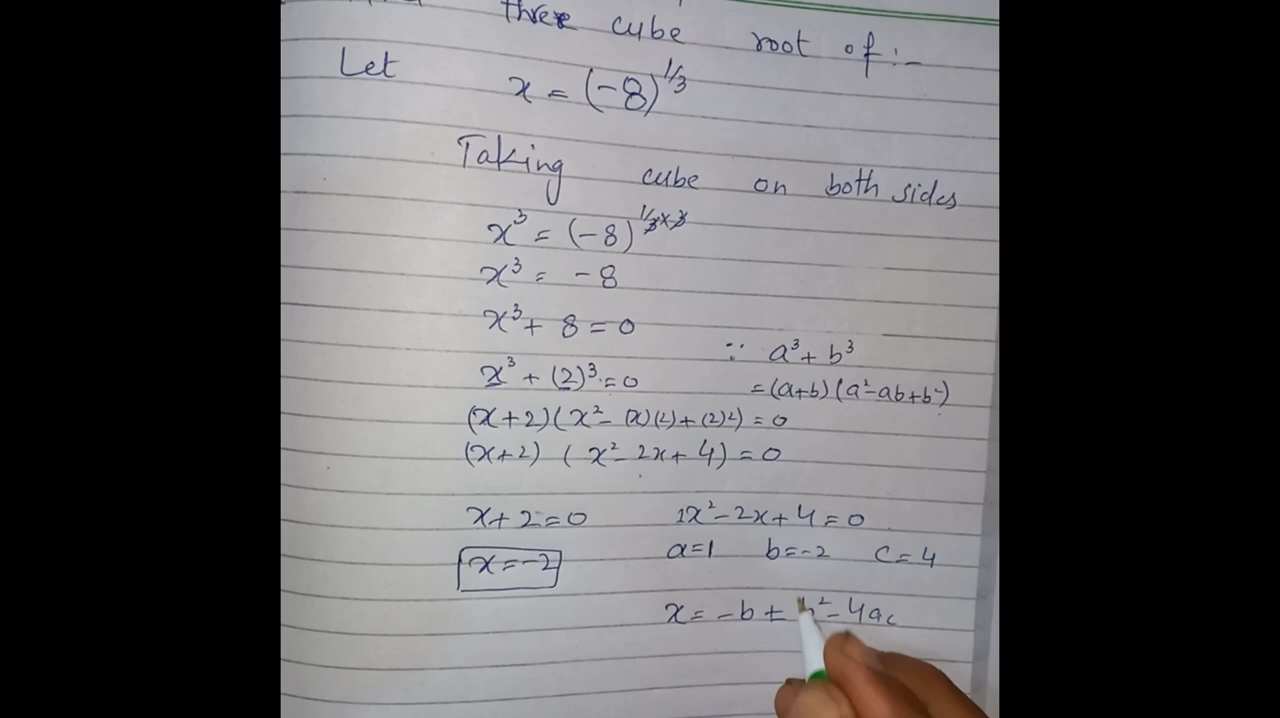 three cube root of :-
Let x = (-8)^1/3
Taking cube on both sides
x³ = (-8)^1/3×3
x³ = -8
x³ + 8 = 0
∵ a³ + b³
x³ + (2)³ = 0
= (a+b) (a²-ab+b²)
(x+2) (x² - (x)(2) + (2)²) = 0
(x+2) (x² - 2x + 4) = 0
x + 2 = 0 1x² - 2x + 4 = 0
a=1 b=-2 c=4
x = -2
x = -b ± b² - 4ac